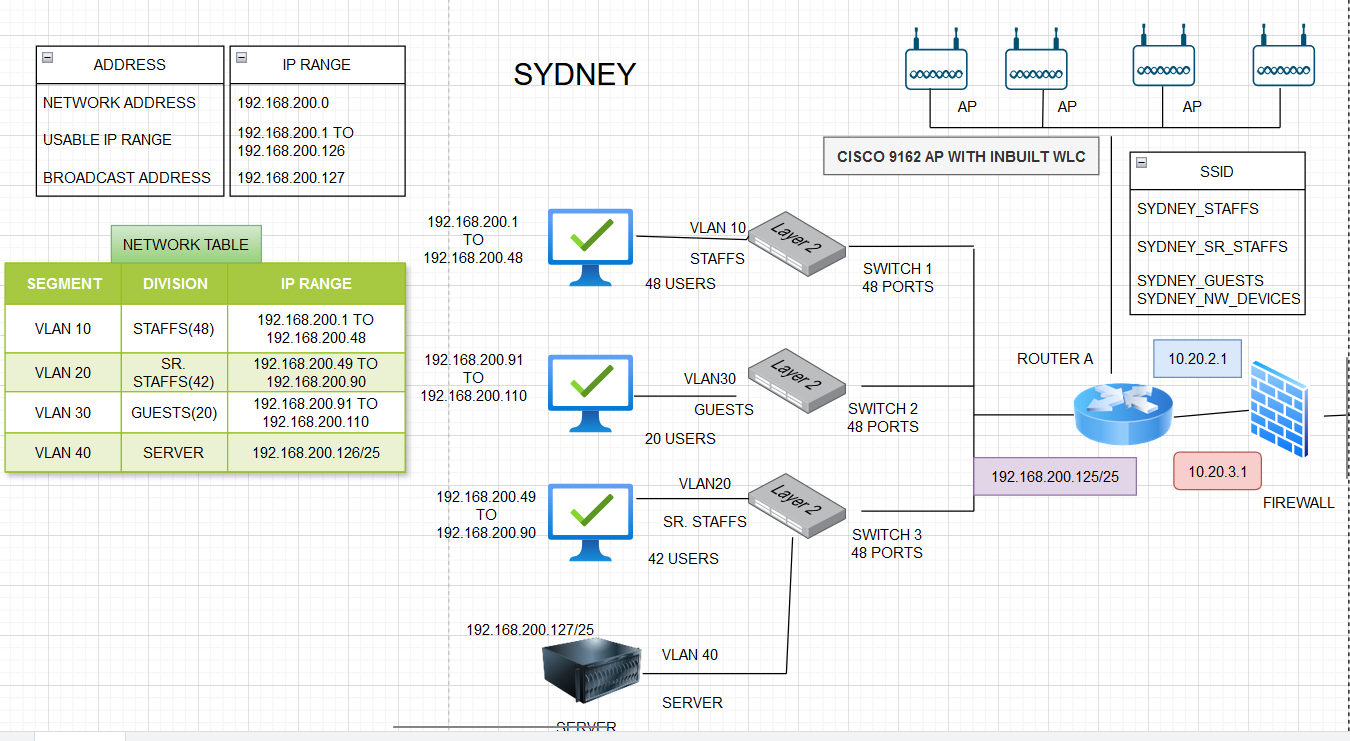 SYDNEY
ADDRESS
NETWORK ADDRESS
USABLE IP RANGE
BROADCAST ADDRESS
IP RANGE
192.168.200.0
192.168.200.1 TO
192.168.200.126
192.168.200.127
NETWORK TABLE
SEGMENT DIVISION IP RANGE
VLAN 10 STAFFS(48) 192.168.200.1 TO
192.168.200.48
VLAN 20 SR.
STAFFS(42) 192.168.200.49 TO
192.168.200.90
VLAN 30 GUESTS(20) 192.168.200.91 TO
192.168.200.110
VLAN 40 SERVER 192.168.200.126/25
AP
AP
AP
CISCO 9162 AP WITH INBUILT WLC
SSID
SYDNEY_STAFFS
SYDNEY_SR_STAFFS
SYDNEY_GUESTS
SYDNEY_NW_DEVICES
192.168.200.1
TO
192.168.200.48
VLAN 10
STAFFS
48 USERS
Layer 2
SWITCH 1
48 PORTS
192.168.200.91
TO
192.168.200.110
VLAN30
GUESTS
20 USERS
Layer 2
SWITCH 2
48 PORTS
192.168.200.49
TO
192.168.200.90
VLAN20
SR. STAFFS
42 USERS
Layer 2
SWITCH 3
48 PORTS
ROUTER A
10.20.2.1
192.168.200.125/25
10.20.3.1
FIREWALL
192.168.200.127/25
VLAN 40
SERVER
SERVER